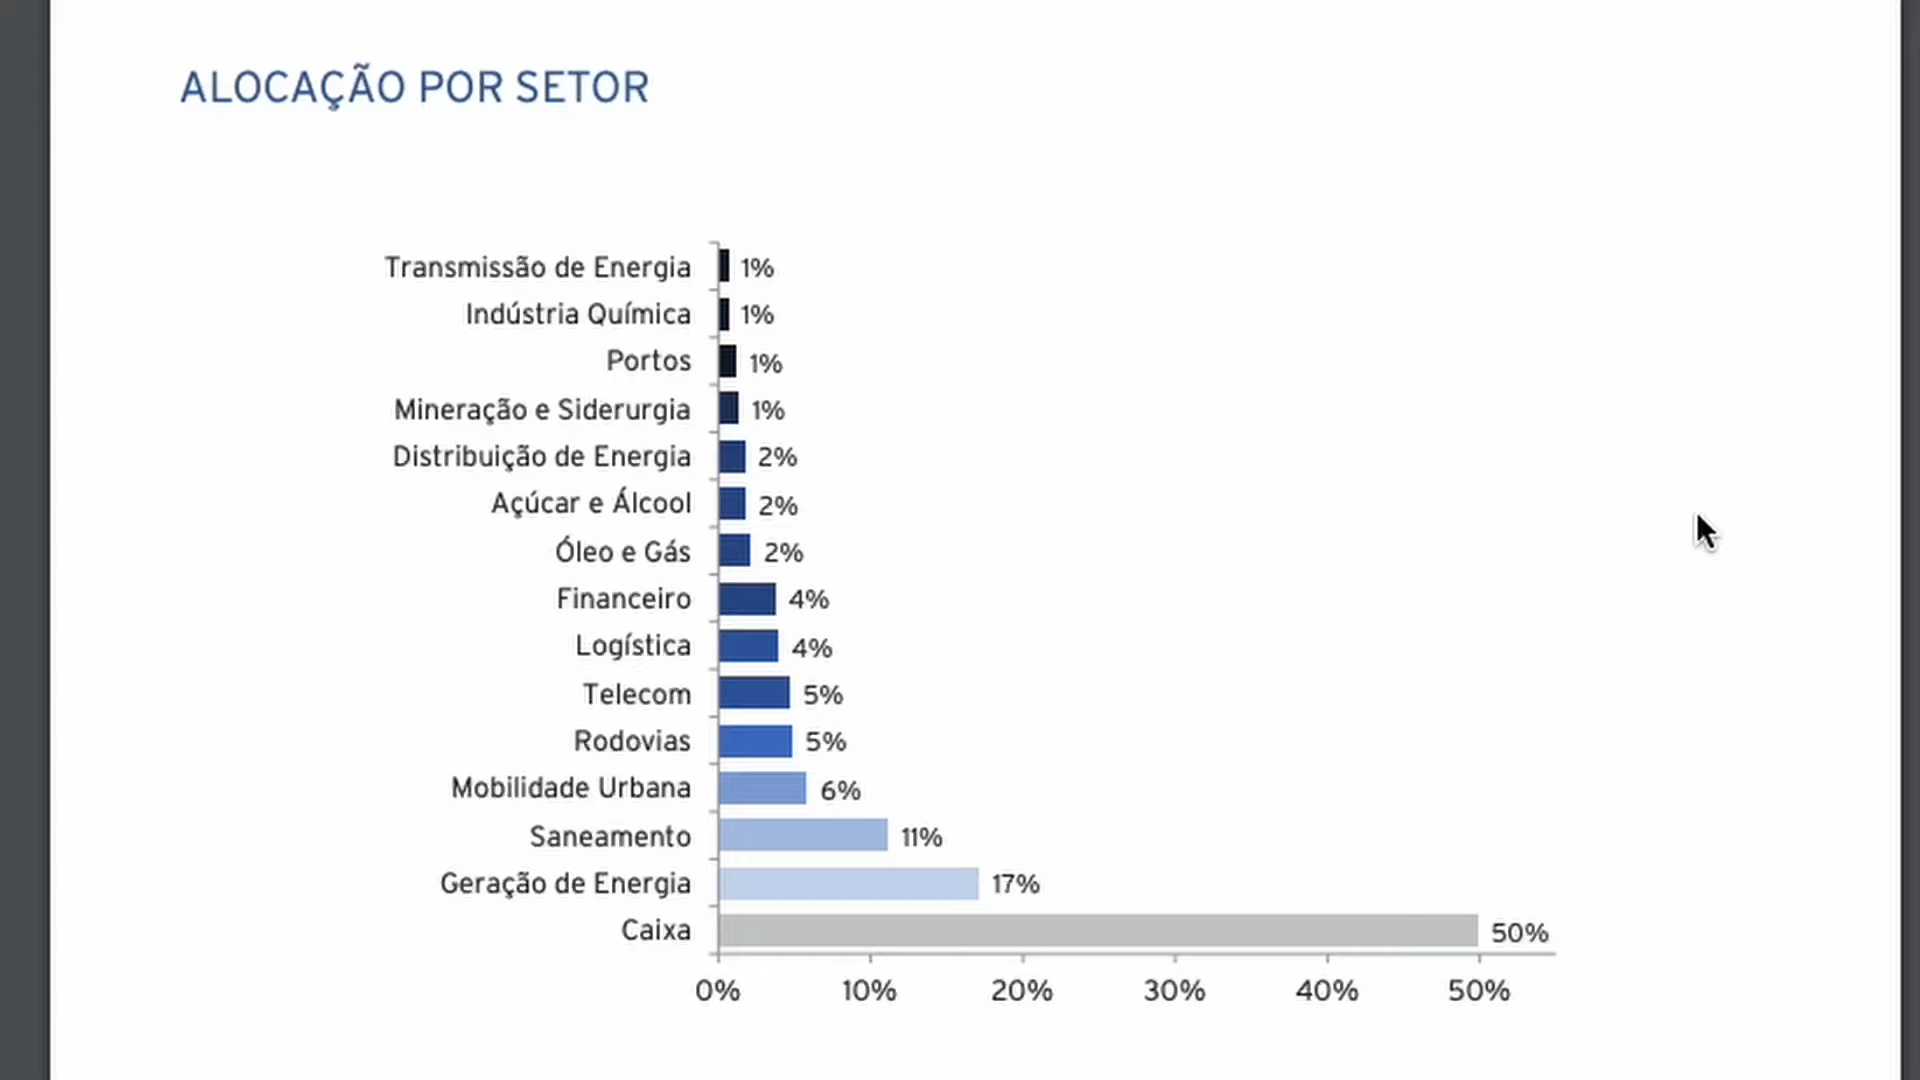 ALOCAÇÃO POR SETOR
Transmissão de Energia 1%
Indústria Química 1%
Portos 1%
Mineração e Siderurgia 1%
Distribuição de Energia 2%
Açúcar e Álcool 2%
Óleo e Gás 2%
Financeiro 4%
Logística 4%
Telecom 5%
Rodovias 5%
Mobilidade Urbana 6%
Saneamento 11%
Geração de Energia 17%
Caixa 50%
0% 10% 20% 30% 40% 50%